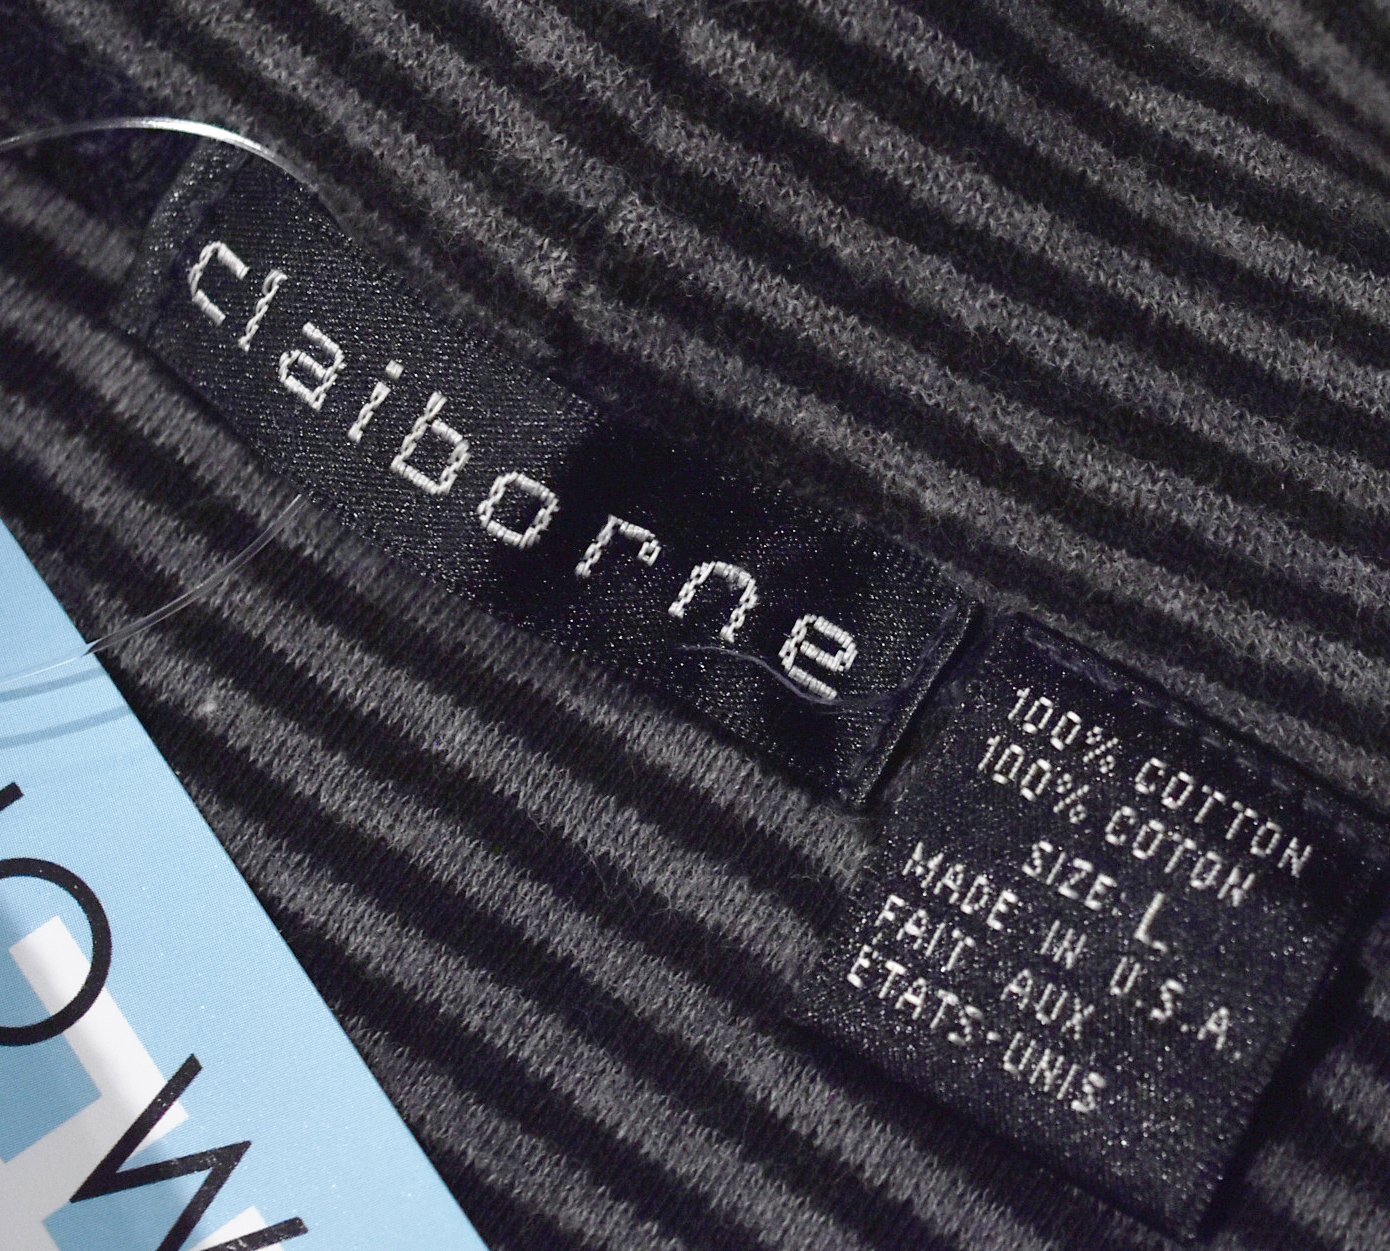 claiborne
100% COTTON
100% COTON
SIZE L
MADE IN U.S.A.
FAIT AUX
ETATS-UNIS